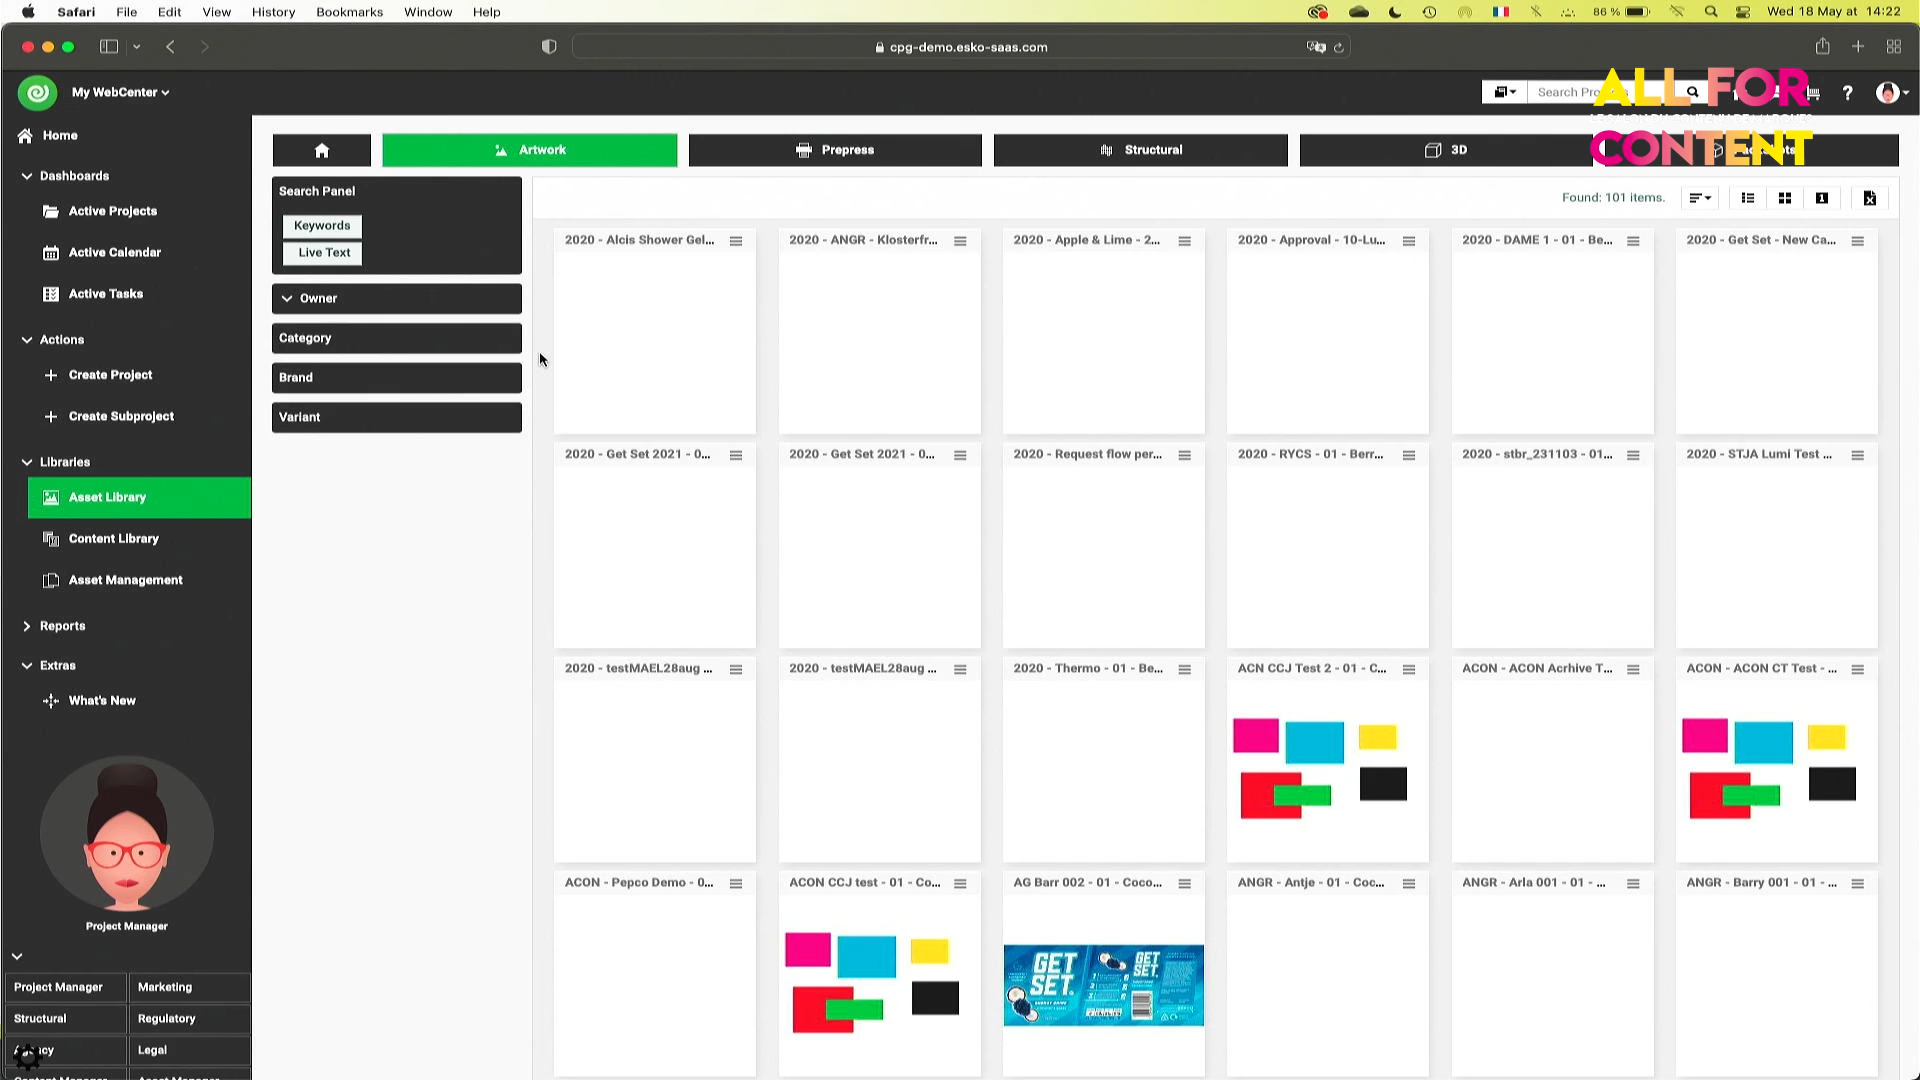 Safari File Edit View History Bookmarks Window Help
86 % Wed 18 May at 14:22
cpg-demo.esko-saas.com
My WebCenter
Search
ALL FOR
CONTENT
Home
Dashboards
Active Projects
Active Calendar
Active Tasks
Actions
Create Project
Create Subproject
Libraries
Asset Library
Content Library
Asset Management
Reports
Extras
What's New
Project Manager
Project Manager Marketing
Structural Regulatory
Legal
Artwork Prepress Structural 3D
Search Panel
Keywords
Live Text
Owner
Category
Brand
Variant
Found: 101 items.
1
2020 - Alcis Shower Gel...
2020 - ANGR - Klosterfr...
2020 - Apple & Lime - 2...
2020 - Approval - 10-Lu...
2020 - DAME 1 - 01 - Be...
2020 - Get Set - New Ca...
2020 - Get Set 2021 - 0...
2020 - Get Set 2021 - 0...
2020 - Request flow per...
2020 - RYCS - 01 - Berr...
2020 - stbr_231103 - 01...
2020 - STJA Lumi Test ...
2020 - testMAEL28aug ...
2020 - testMAEL28aug ...
2020 - Thermo - 01 - Be...
ACN CCJ Test 2 - 01 - C...
ACON - ACON Acrhive T...
ACON - ACON CT Test - ...
ACON - Pepco Demo - 0...
ACON CCJ test - 01 - Co...
AG Barr 002 - 01 - Coco...
ANGR - Antje - 01 - Coc...
ANGR - Arla 001 - 01 - ...
ANGR - Barry 001 - 01 - ...
GET
SET.
GET
SET.